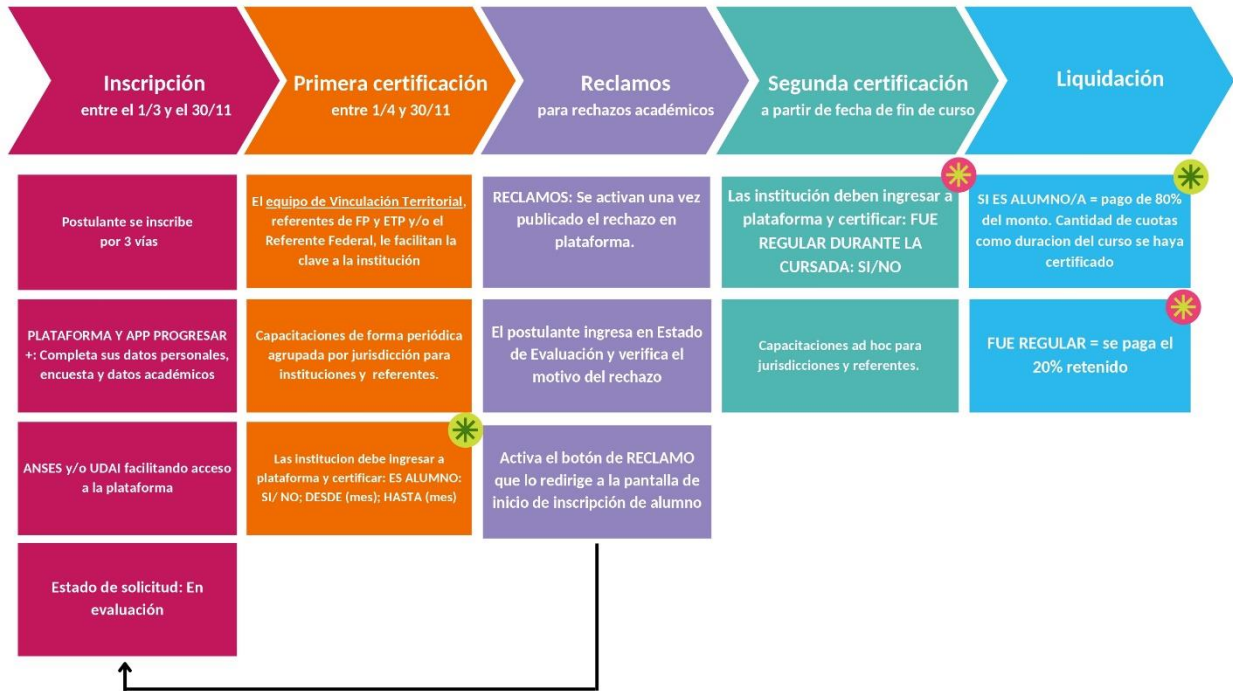 Inscripción
entre el 1/3 y el 30/11
Primera certificación
entre 1/4 y 30/11
Reclamos
para rechazos académicos
Segunda certificación
a partir de fecha de fin de curso
Liquidación
Postulante se inscribe
por 3 vías
PLATAFORMA Y APP PROGRESAR
+: Completa sus datos personales,
encuesta y datos académicos
ANSES y/o UDAI facilitando acceso
a la plataforma
Estado de solicitud: En
evaluación
El equipo de Vinculación Territorial,
referentes de FP y ETP y/o el
Referente Federal, le facilitan la
clave a la institución
Capacitaciones de forma periódica
agrupada por jurisdicción para
instituciones y referentes.
Las institucion debe ingresar a
plataforma y certificar: ES ALUMNO:
SI/ NO; DESDE (mes); HASTA (mes)
RECLAMOS: Se activan una vez
publicado el rechazo en
plataforma.
El postulante ingresa en Estado
de Evaluación y verifica el
motivo del rechazo
Activa el botón de RECLAMO
que lo redirige a la pantalla de
inicio de inscripción de alumno
Las institución deben ingresar a
plataforma y certificar: FUE
REGULAR DURANTE LA
CURSADA: SI/NO
Capacitaciones ad hoc para
jurisdicciones y referentes.
SI ES ALUMNO/A = pago de 80%
del monto. Cantidad de cuotas
como duracion del curso se haya
certificado
FUE REGULAR = se paga el
20% retenido